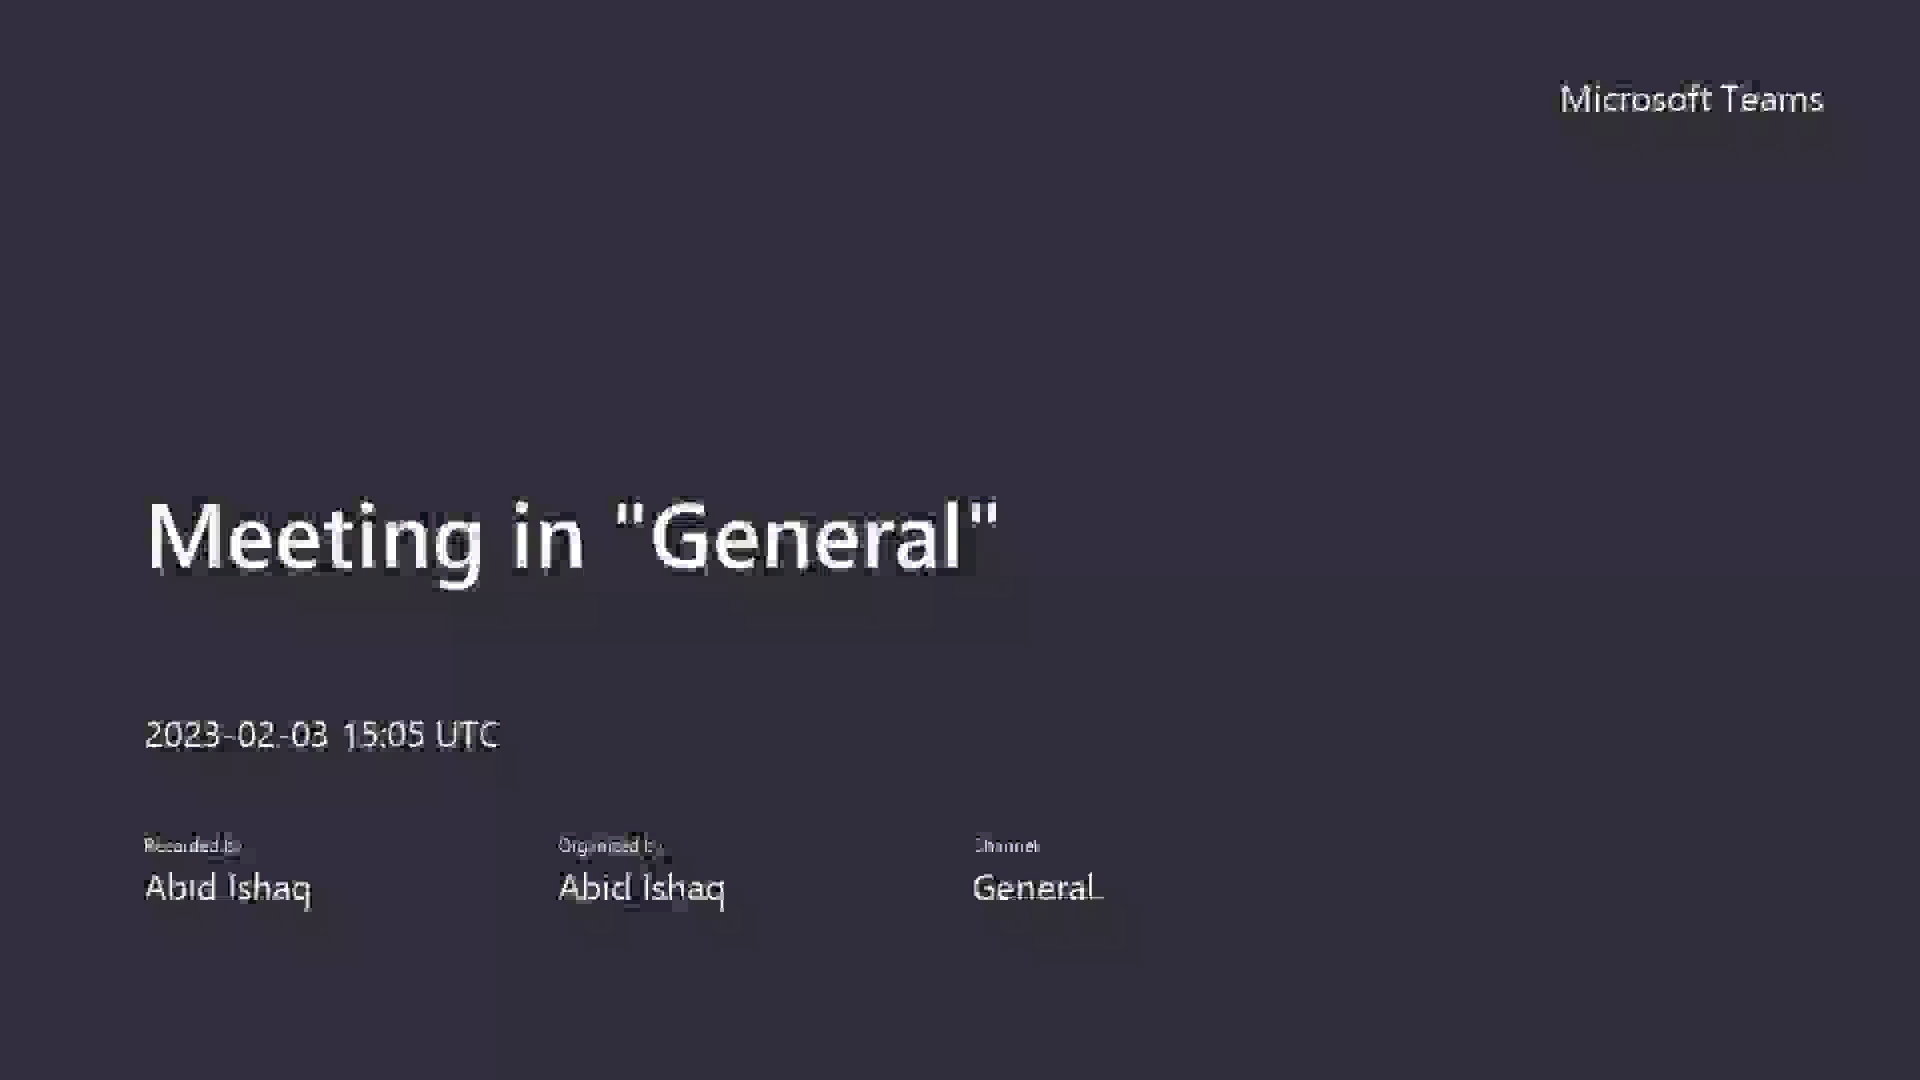 Microsoft Teams
Meeting in "General"
2023-02-03 15:05 UTC
Recorded by
Organized by
Channel
Abid Ishaq
Abid Ishaq
General